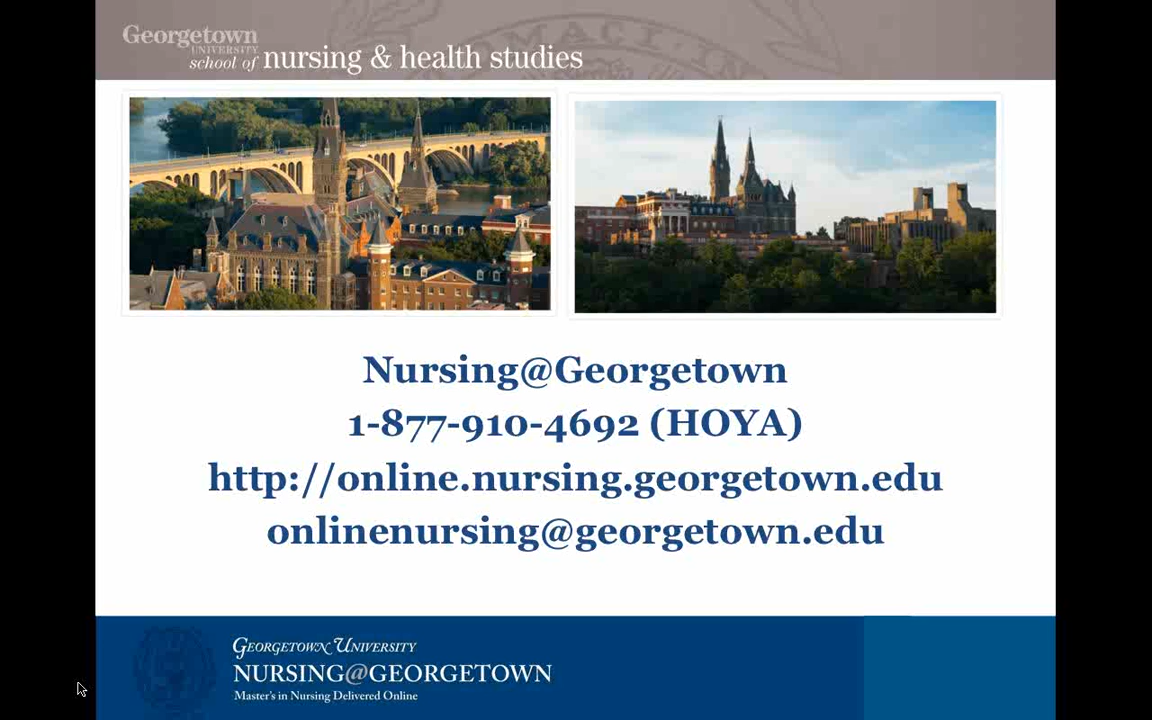 Georgetown
UNIVERSITY
school of nursing & health studies
Nursing@Georgetown
1-877-910-4692 (HOYA)
http://online.nursing.georgetown.edu
onlinenursing@georgetown.edu
GEORGETOWN UNIVERSITY
NURSING@GEORGETOWN
Master's in Nursing Delivered Online